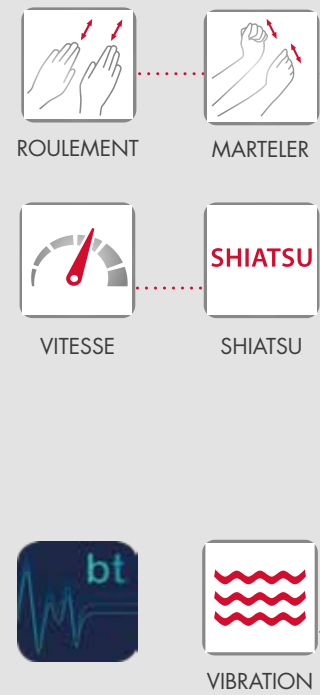 ROULEMENT
MARTELER
SHIATSU
VITESSE
SHIATSU
bt
VIBRATION